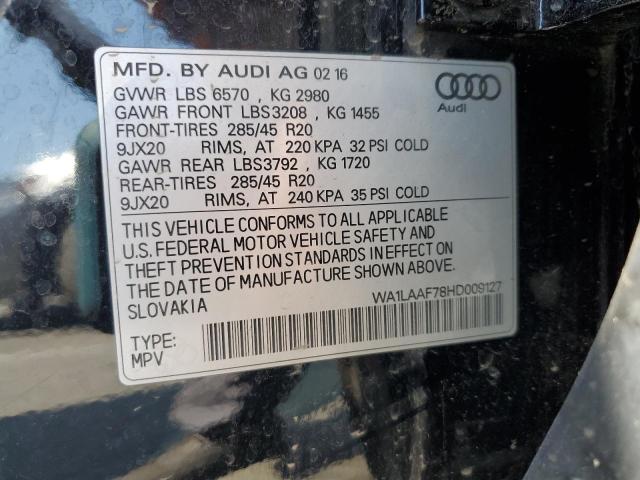 MFD. BY AUDI AG 02 16
GVWR LBS 6570 , KG 2980
GAWR FRONT LBS3208 , KG 1455
FRONT-TIRES 285/45 R20
9JX20 RIMS, AT 220 KPA 32 PSI COLD
GAWR REAR LBS3792 , KG 1720
REAR-TIRES 285/45 R20
9JX20 RIMS, AT 240 KPA 35 PSI COLD
Audi
THIS VEHICLE CONFORMS TO ALL APPLICABLE
U.S. FEDERAL MOTOR VEHICLE SAFETY AND
THEFT PREVENTION STANDARDS IN EFFECT ON
THE DATE OF MANUFACTURE SHOWN ABOVE.
SLOVAKIA WA1LAAF78HD009127
TYPE:
MPV